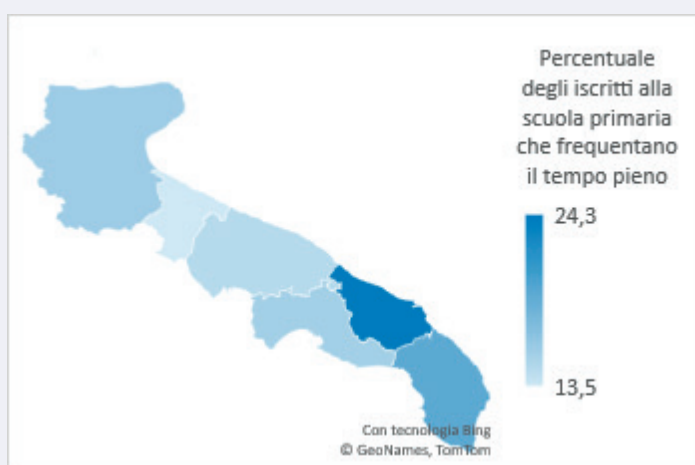 Percentuale
degli iscritti alla
scuola primaria
che frequentano
il tempo pieno
24,3
13,5
Con tecnologia Bing
© GeoNames, TomTom